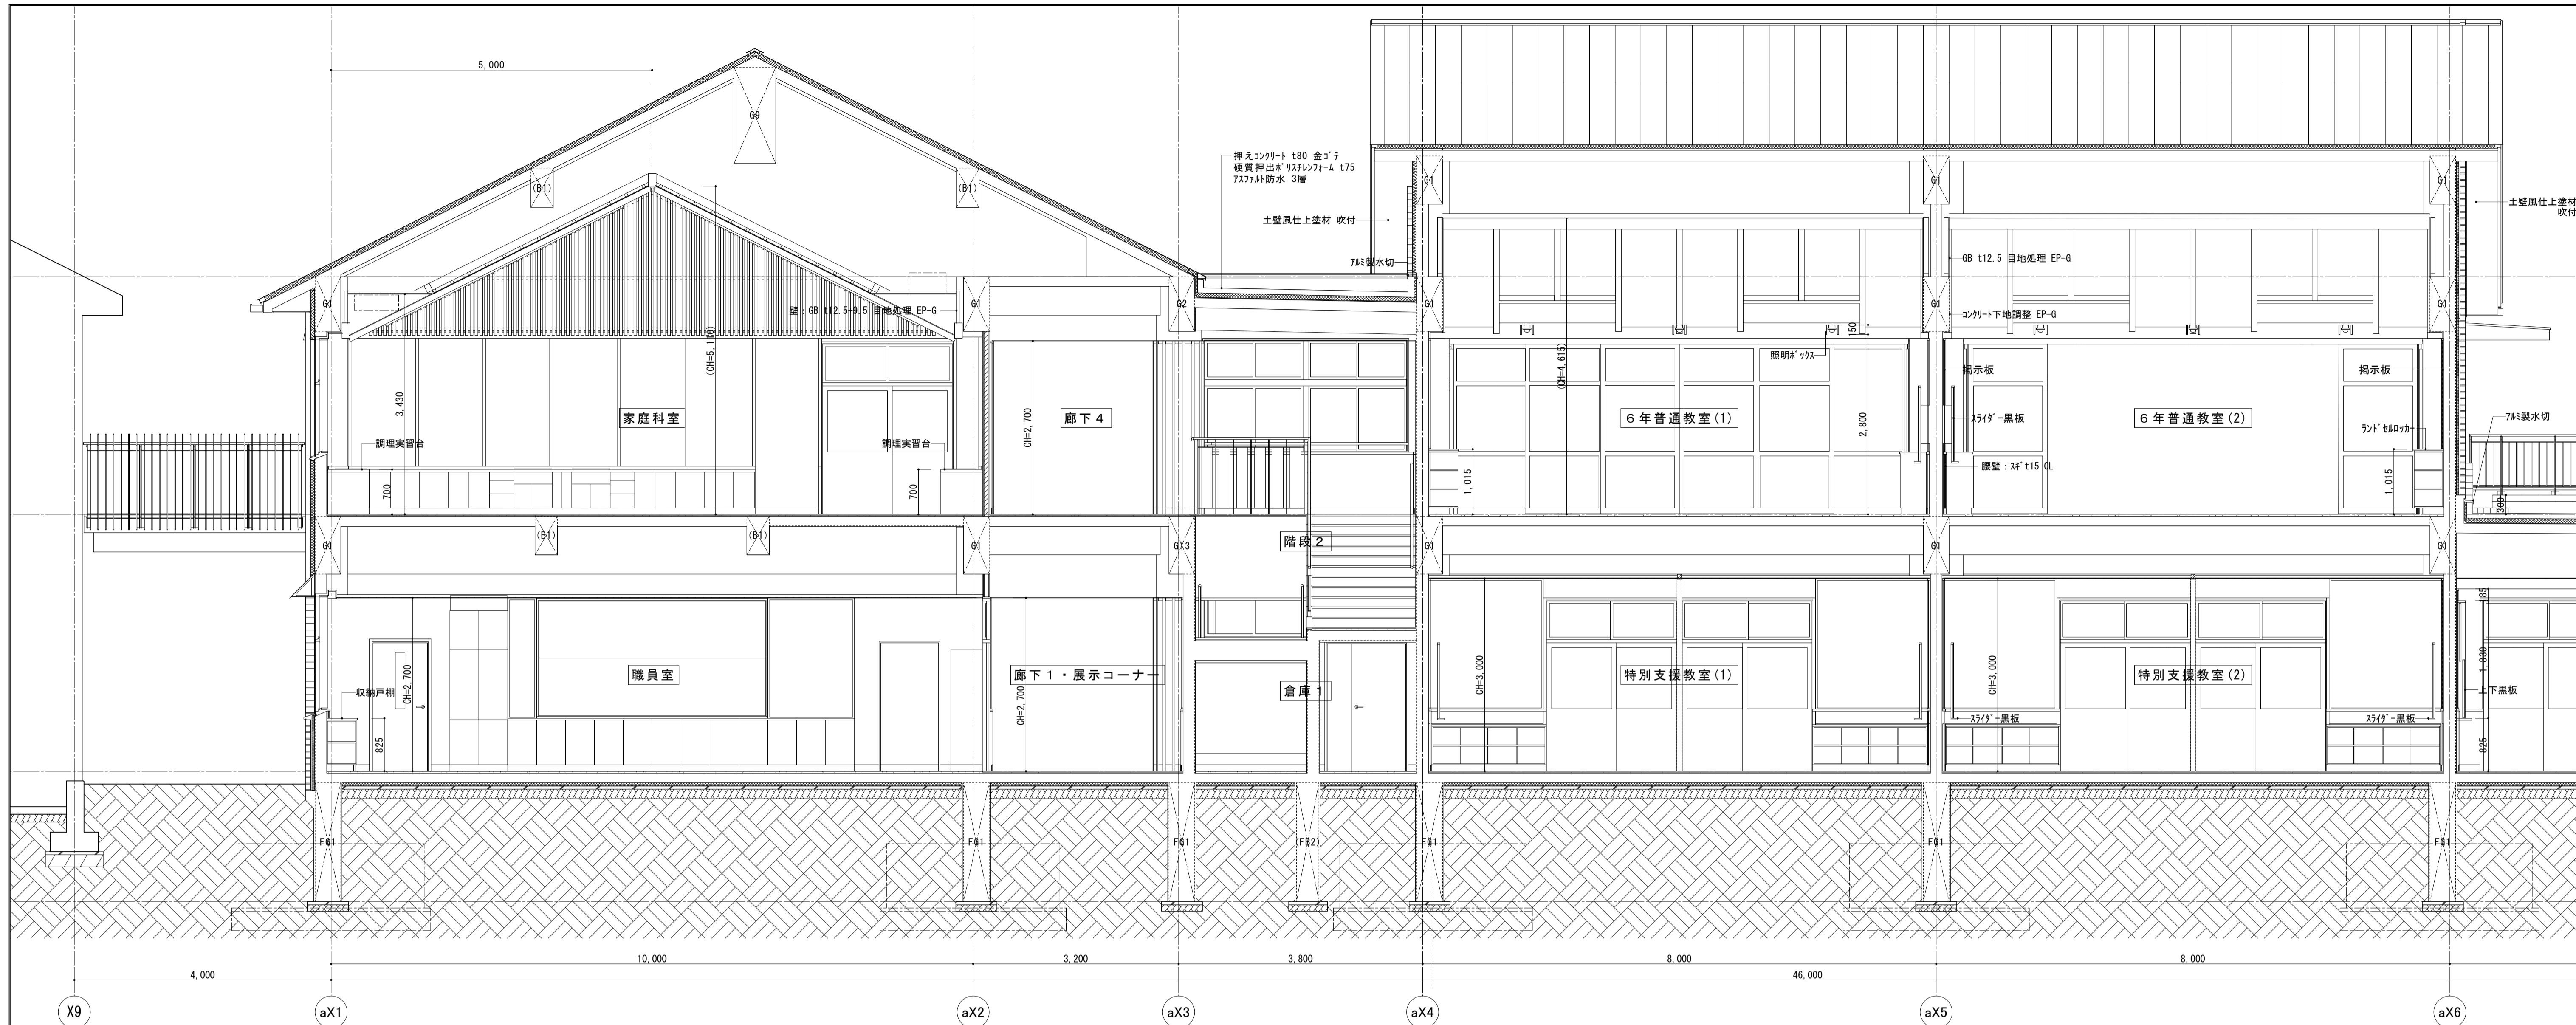 5,000
G9
(B1)
(B1)
押えｺﾝｸﾘｰﾄ t80 金ｺﾞﾃ
硬質押出ﾎﾟﾘｽﾁﾚﾝﾌｫｰﾑ t75
ｱｽﾌｧﾙﾄ防水 3層
土壁風仕上塗材 吹付
ｱﾙﾐ製水切
G1
G1
G1
土壁風仕上塗材
吹付
GB t12.5 目地処理 EP-G
ｺﾝｸﾘｰﾄ下地調整 EP-G
G1
G1
G2
G1
G1
G1
壁：GB t12.5+9.5 目地処理 EP-G
(CH=5,110)
3,430
家庭科室
調理実習台
調理実習台
700
700
CH=2,700
廊下４
150
照明ﾎﾞｯｸｽ
(CH=4,615)
６年普通教室(1)
2,800
1,015
掲示板
ｽﾗｲﾀﾞｰ黒板
腰壁：ｽｷﾞt15 CL
６年普通教室(2)
掲示板
ﾗﾝﾄﾞｾﾙﾛｯｶｰ
1,015
ｱﾙﾐ製水切
300
G1
(B1)
(B1)
G1
GX3
階段２
G1
G1
G1
収納戸棚
CH=2,700
825
職員室
廊下１・展示コーナー
CH=2,700
倉庫１
CH=3,000
特別支援教室(1)
CH=3,000
特別支援教室(2)
ｽﾗｲﾀﾞｰ黒板
ｽﾗｲﾀﾞｰ黒板
185
1,830
上下黒板
825
FG1
FG1
FG1
(FB2)
FG1
FG1
FG1
10,000
3,200
3,800
8,000
8,000
4,000
46,000
X9
aX1
aX2
aX3
aX4
aX5
aX6